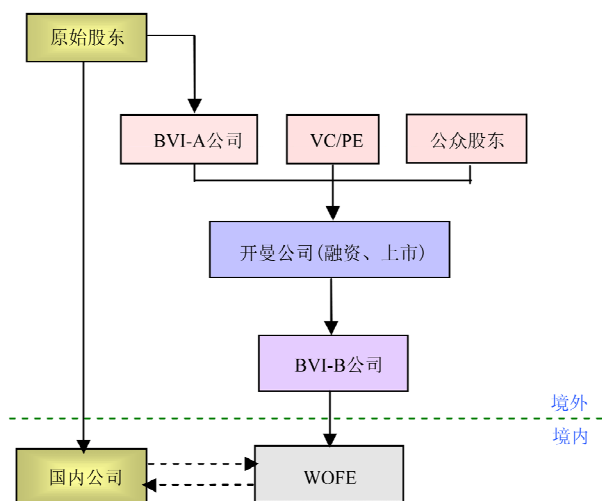 原始股东
BVI-A公司
VC/PE
公众股东
开曼公司(融资、上市)
BVI-B公司
境外
境内
国内公司
WOFE